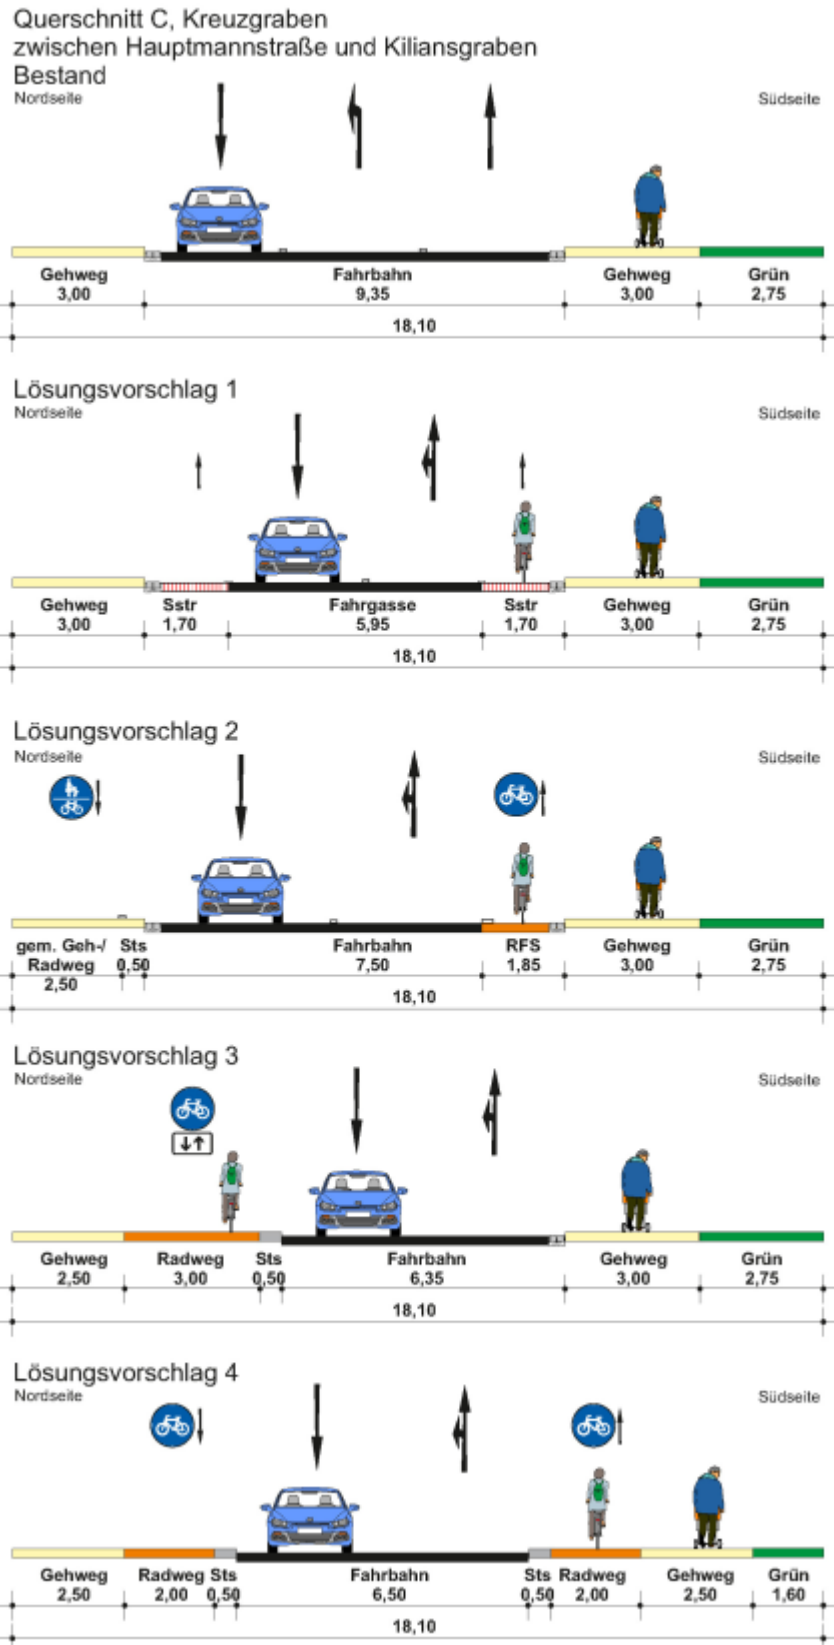 Querschnitt C, Kreuzgraben
zwischen Hauptmannstraße und Kiliansgraben
Bestand
Nordseite Südseite
Gehweg Fahrbahn Gehweg Grün
3,00 9,35 3,00 2,75
18,10
Lösungsvorschlag 1
Nordseite Südseite
Gehweg Sstr Fahrgasse Sstr Gehweg Grün
3,00 1,70 5,95 1,70 3,00 2,75
18,10
Lösungsvorschlag 2
Nordseite Südseite
gem. Geh-/ Sts Fahrbahn RFS Gehweg Grün
Radweg 0,50 7,50 1,85 3,00 2,75
2,50
18,10
Lösungsvorschlag 3
Nordseite Südseite
Gehweg Radweg Sts Fahrbahn Gehweg Grün
2,50 3,00 0,50 6,35 3,00 2,75
18,10
Lösungsvorschlag 4
Nordseite Südseite
Gehweg Radweg Sts Fahrbahn Sts Radweg Gehweg Grün
2,50 2,00 0,50 6,50 0,50 2,00 2,50 1,60
18,10